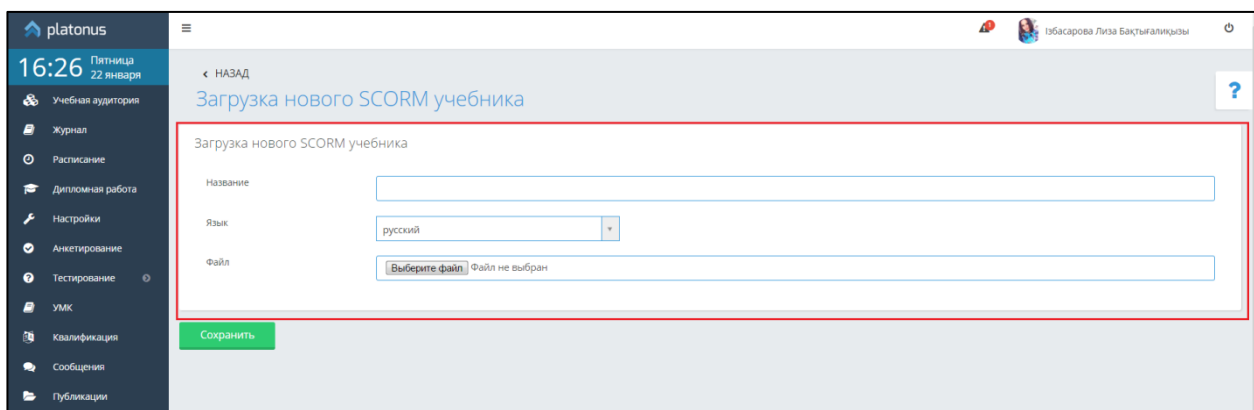 platonus
Ізбасарова Лиза Бақтығалиқызы
16:26 Пятница
22 января
Учебная аудитория
Журнал
Расписание
Дипломная работа
Настройки
Анкетирование
Тестирование
УМК
Квалификация
Сообщения
Публикации
НАЗАД
Загрузка нового SCORM учебника
?
Загрузка нового SCORM учебника
Название
Язык
русский
Файл
Выберите файл Файл не выбран
Сохранить